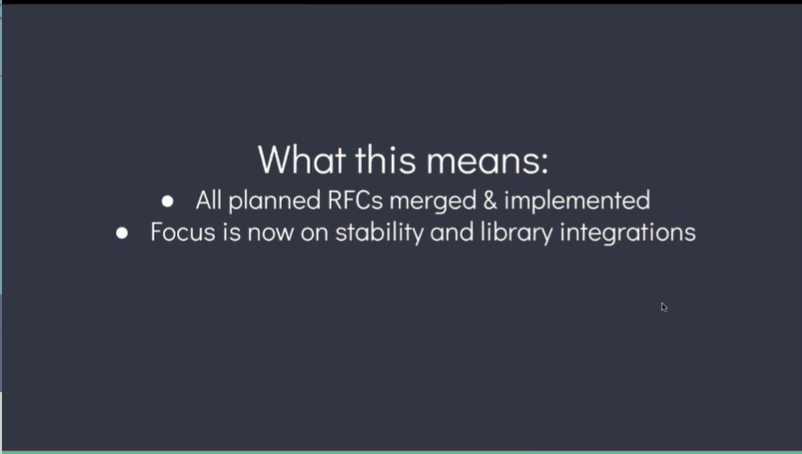 What this means:
● All planned RFCs merged & implemented
● Focus is now on stability and library integrations